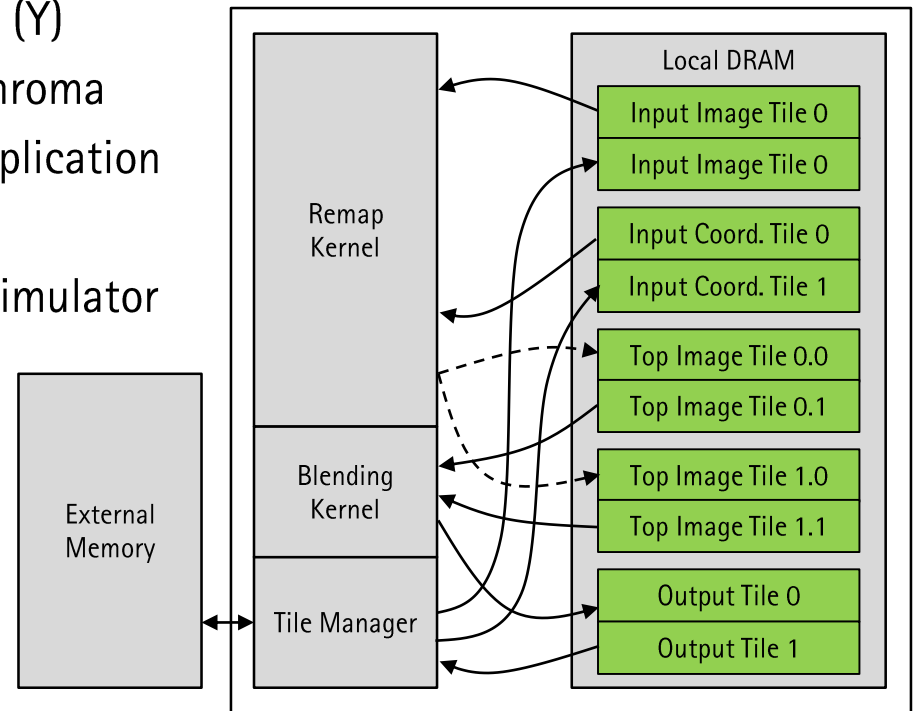 (Y)
hroma
plication
imulator
External
Memory
Remap
Kernel
Blending
Kernel
Tile Manager
Local DRAM
Input Image Tile 0
Input Image Tile 0
Input Coord. Tile 0
Input Coord. Tile 1
Top Image Tile 0.0
Top Image Tile 0.1
Top Image Tile 1.0
Top Image Tile 1.1
Output Tile 0
Output Tile 1